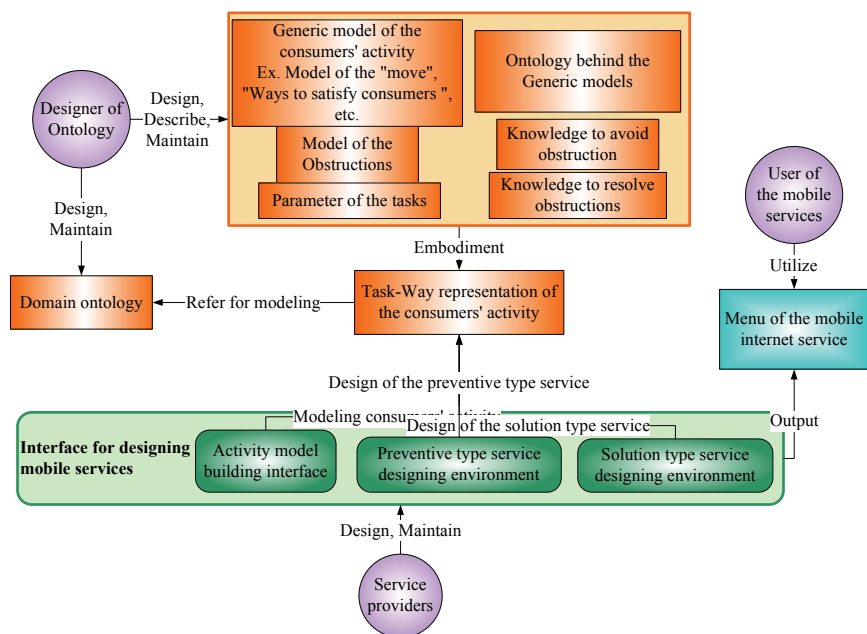 Generic model of the
consumers' activity
Ex. Model of the "move",
"Ways to satisfy consumers ",
etc.
Ontology behind the
Generic models
Designer of
Ontology
Design,
Describe,
Maintain
Model of the
Obstructions
Knowledge to avoid
obstruction
Parameter of the tasks
Knowledge to resolve
obstructions
User of
the mobile
services
Design,
Maintain
Embodiment
Utilize
Domain ontology
Refer for modeling
Task-Way representation of
the consumers' activity
Menu of the mobile
internet service
Design of the preventive type service
Modeling consumers' activity
Design of the solution type service
Output
Interface for designing
mobile services
Activity model
building interface
Preventive type service
designing environment
Solution type service
designing environment
Design, Maintain
Service
providers